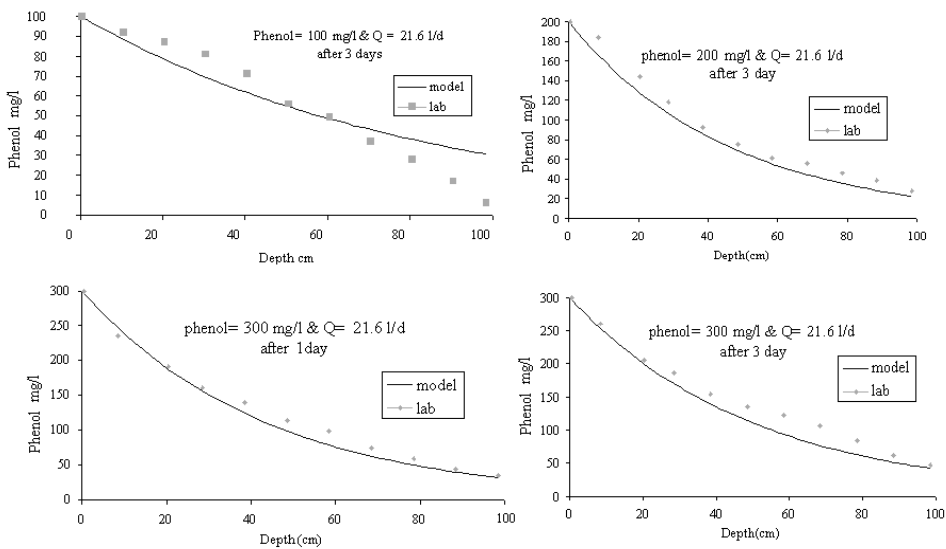 Phenol= 100 mg/l & Q = 21.6 l/d
after 3 days
model
lab
Phenol mg/l
100
90
80
70
60
50
40
30
20
10
0
0 20 40 60 80 100
Depth cm
phenol= 200 mg/l & Q= 21.6 l/d
after 3 day
model
lab
Phenol mg/l
200
180
160
140
120
100
80
60
40
20
0
0 20 40 60 80 100
Depth(cm)
phenol= 300 mg/l & Q= 21.6 l/d
after 1day
model
lab
Phenol mg/l
300
250
200
150
100
50
0
0 20 40 60 80 100
Depth(cm)
phenol= 300 mg/l & Q= 21.6 l/d
after 3 day
model
lab
Phenol mg/l
300
250
200
150
100
50
0
0 20 40 60 80 100
Depth(cm)